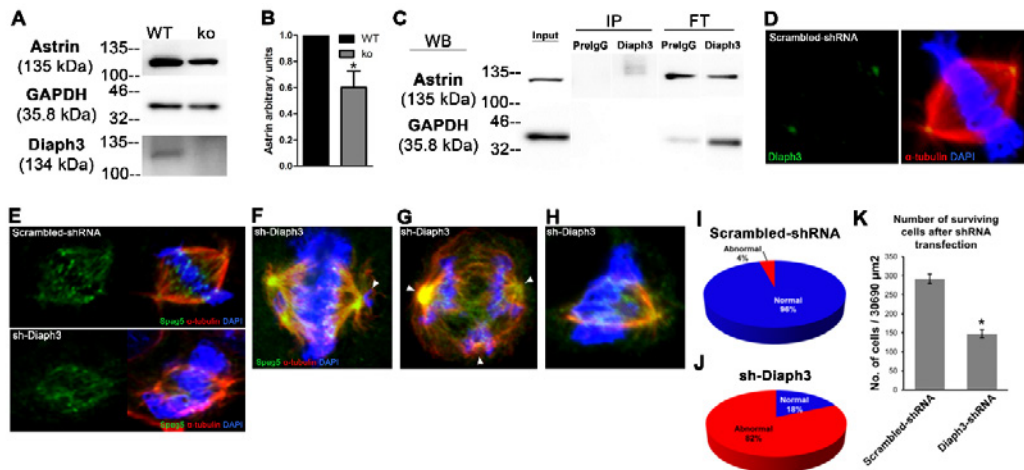 A
WT
ko
Astrin
(135 kDa)
135--
100--
GAPDH
(35.8 kDa)
46
32--
Diaph3
(134 kDa)
135--
100--
B
WT
ko
Astrin arbitrary units
1.0
0.8
0.6
0.4
0.2
0.0
*
C
WB
Input
IP
FT
PreIgG
Diaph3
PreIgG
Diaph3
Astrin
(135 kDa)
135--
100--
GAPDH
(35.8 kDa)
46--
32--
D
Scrambled-shRNA
Diaph3
α-tubulin DAPI
E
Scrambled-shRNA
Spag5 α-tubulin DAPI
sh-Diaph3
Spag5 α-tubulin DAPI
F
sh-Diaph3
Spag5 α-tubulin DAPI
G
sh-Diaph3
H
sh-Diaph3
I
Scrambled-shRNA
Abnormal
4%
Normal
96%
J
sh-Diaph3
Normal
18%
Abnormal
82%
K
Number of surviving
cells after shRNA
transfection
No. of cells / 30690 µm2
350
300
250
200
150
100
50
0
*
Scrambled-shRNA
Diaph3-shRNA